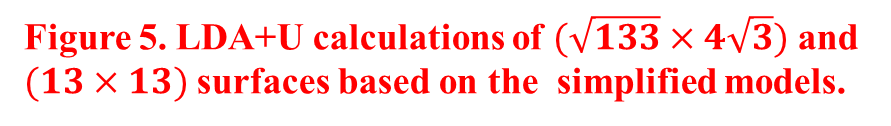 Figure 5. LDA+U calculations of (√133 × 4√3) and
(13 × 13) surfaces based on the simplified models.